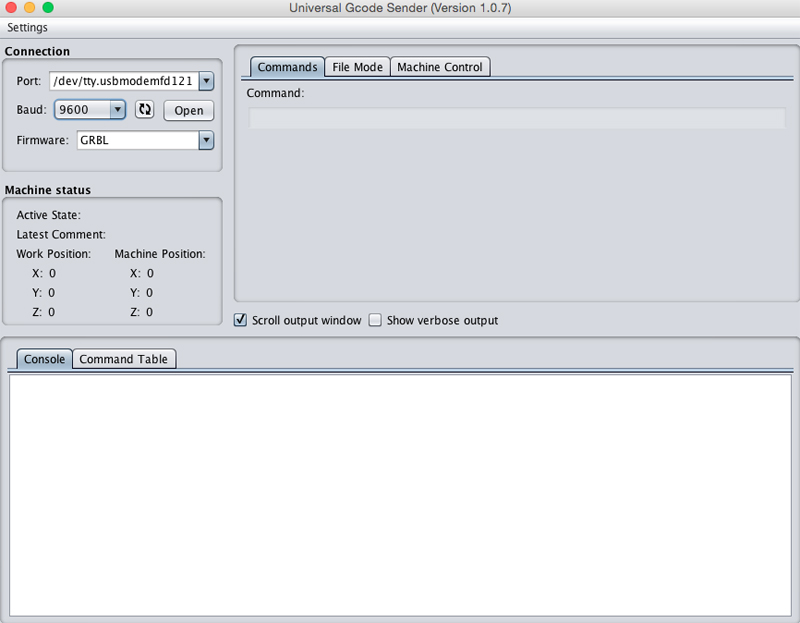 Universal Gcode Sender (Version 1.0.7)
Settings
Connection
Port: /dev/tty.usbmodemfd121
Baud: 9600 Open
Firmware: GRBL
Machine status
Active State:
Latest Comment:
Work Position: Machine Position:
X: 0 X: 0
Y: 0 Y: 0
Z: 0 Z: 0
Commands File Mode Machine Control
Command:
Scroll output window Show verbose output
Console Command Table